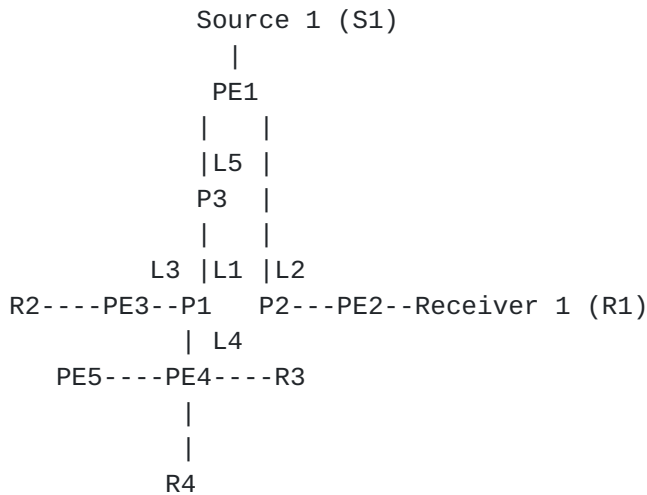 Source 1 (S1)
|
PE1
| |
|L5 |
P3 |
| |
L3 |L1 |L2
R2----PE3--P1 P2---PE2--Receiver 1 (R1)
| L4
PE5----PE4----R3
|
|
R4